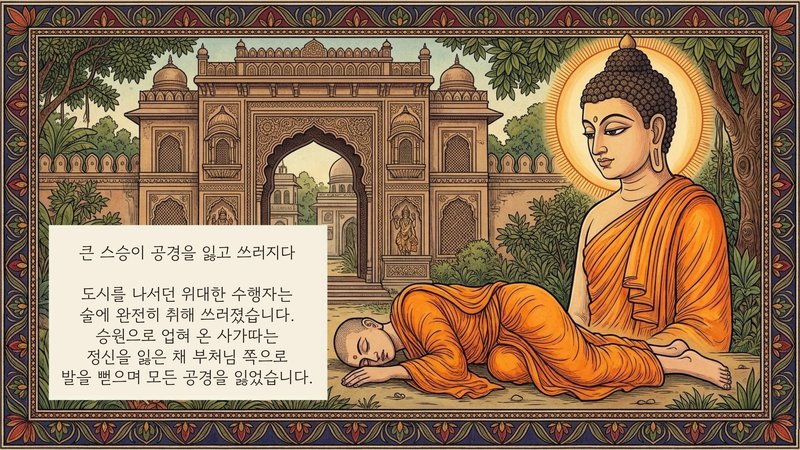 큰 스승이 공경을 잃고 쓰러지다
도시를 나서던 위대한 수행자는
술에 완전히 취해 쓰러졌습니다.
승원으로 업혀 온 사가따는
정신을 잃은 채 부처님 쪽으로
발을 뻗으며 모든 공경을 잃었습니다.